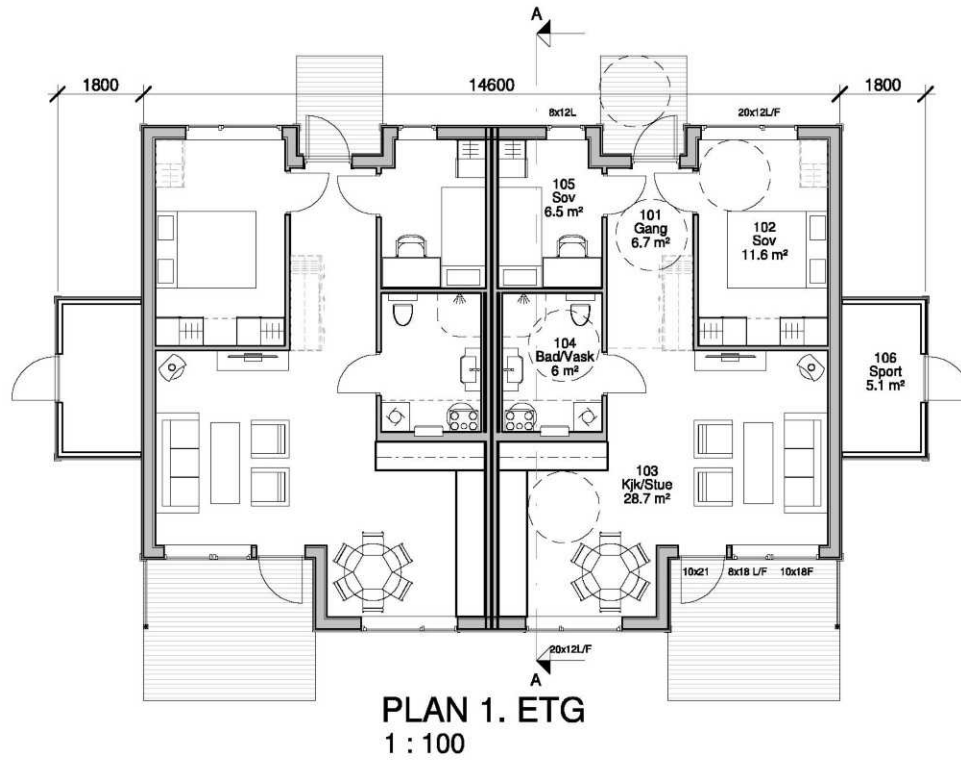 A
1800
14600
1800
8x12L
20x12L/F
105
Sov
6.5 m²
101
Gang
6.7 m²
102
Sov
11.6 m²
104
Bad/Vask
6 m²
106
Sport
5.1 m²
103
Kjk/Stue
28.7 m²
10x21
8x18 L/F
10x18F
20x12L/F
A
PLAN 1. ETG
1 : 100